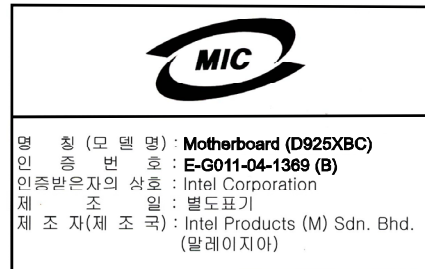 MIC
명 칭 (모 델 명) : Motherboard (D925XBC)
인 증 번 호 : E-G011-04-1369 (B)
인증받은자의 상호 : Intel Corporation
제 조 일 : 별도표기
제 조 자(제 조 국) : Intel Products (M) Sdn. Bhd.
(말레이지아)